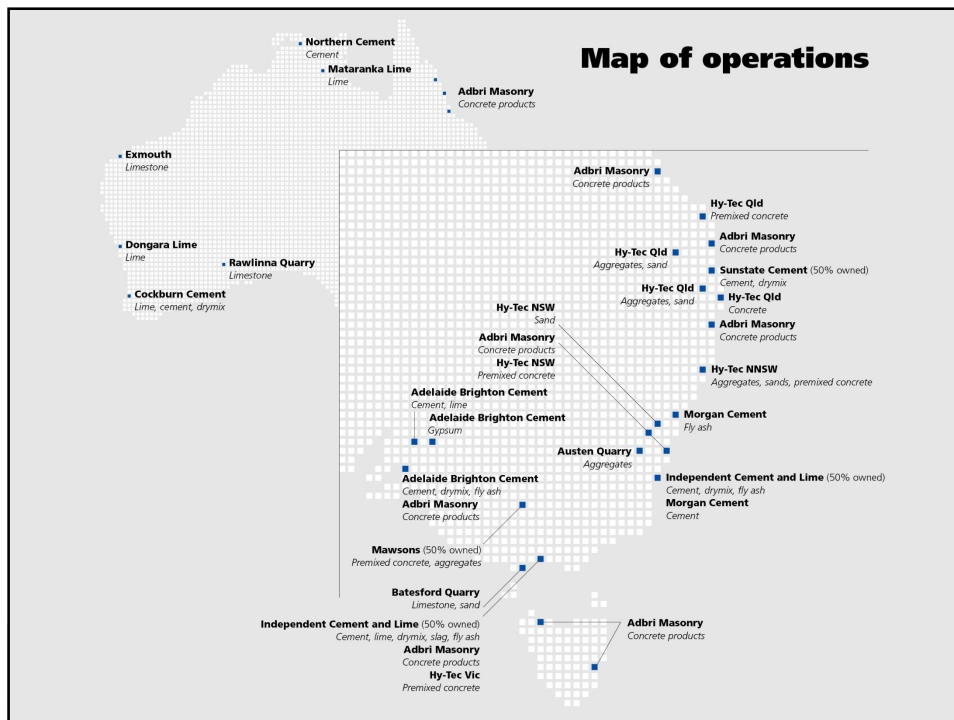 Map of operations
Northern Cement
Cement
Mataranka Lime
Lime
Adbri Masonry
Concrete products
Exmouth
Limestone
Dongara Lime
Lime
Rawlinna Quarry
Limestone
Cockburn Cement
Lime, cement, drymix
Adbri Masonry
Concrete products
Hy-Tec Qld
Premixed concrete
Adbri Masonry
Concrete products
Hy-Tec Qld
Aggregates, sand
Sunstate Cement (50% owned)
Cement, drymix
Hy-Tec Qld
Aggregates, sand
Hy-Tec Qld
Concrete
Adbri Masonry
Concrete products
Hy-Tec NSW
Sand
Adbri Masonry
Concrete products
Hy-Tec NSW
Premixed concrete
Hy-Tec NNSW
Aggregates, sands, premixed concrete
Adelaide Brighton Cement
Cement, lime
Adelaide Brighton Cement
Gypsum
Morgan Cement
Fly ash
Austen Quarry
Aggregates
Adelaide Brighton Cement
Cement, drymix, fly ash
Adbri Masonry
Concrete products
Independent Cement and Lime (50% owned)
Cement, drymix, fly ash
Morgan Cement
Cement
Mawsons (50% owned)
Premixed concrete, aggregates
Batesford Quarry
Limestone, sand
Independent Cement and Lime (50% owned)
Cement, lime, drymix, slag, fly ash
Adbri Masonry
Concrete products
Hy-Tec Vic
Premixed concrete
Adbri Masonry
Concrete products